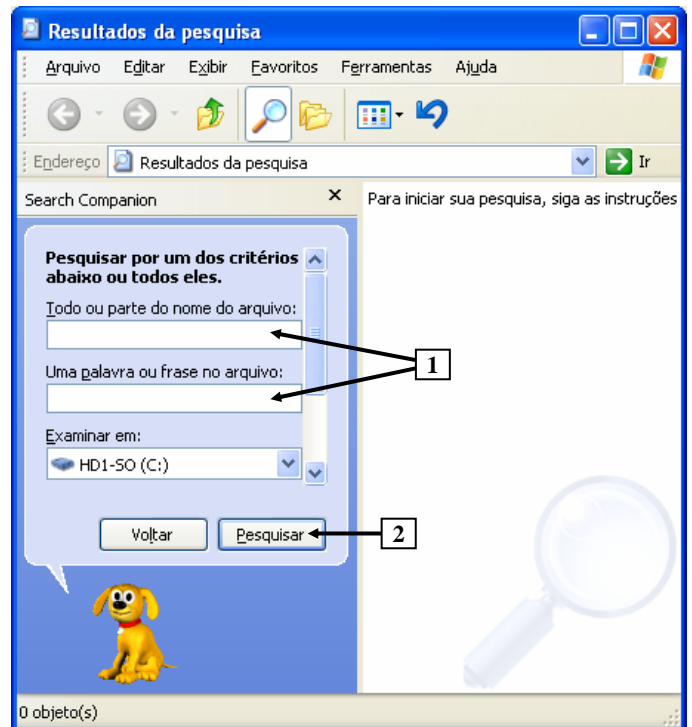 Resultados da pesquisa
Arquivo Editar Exibir Favoritos Ferramentas Ajuda
Endereço Resultados da pesquisa Ir
Search Companion
Para iniciar sua pesquisa, siga as instruções
Pesquisar por um dos critérios
abaixo ou todos eles.
Todo ou parte do nome do arquivo:
1
Uma palavra ou frase no arquivo:
Examinar em:
HD1-SO (C:)
Voltar Pesquisar 2
0 objeto(s)